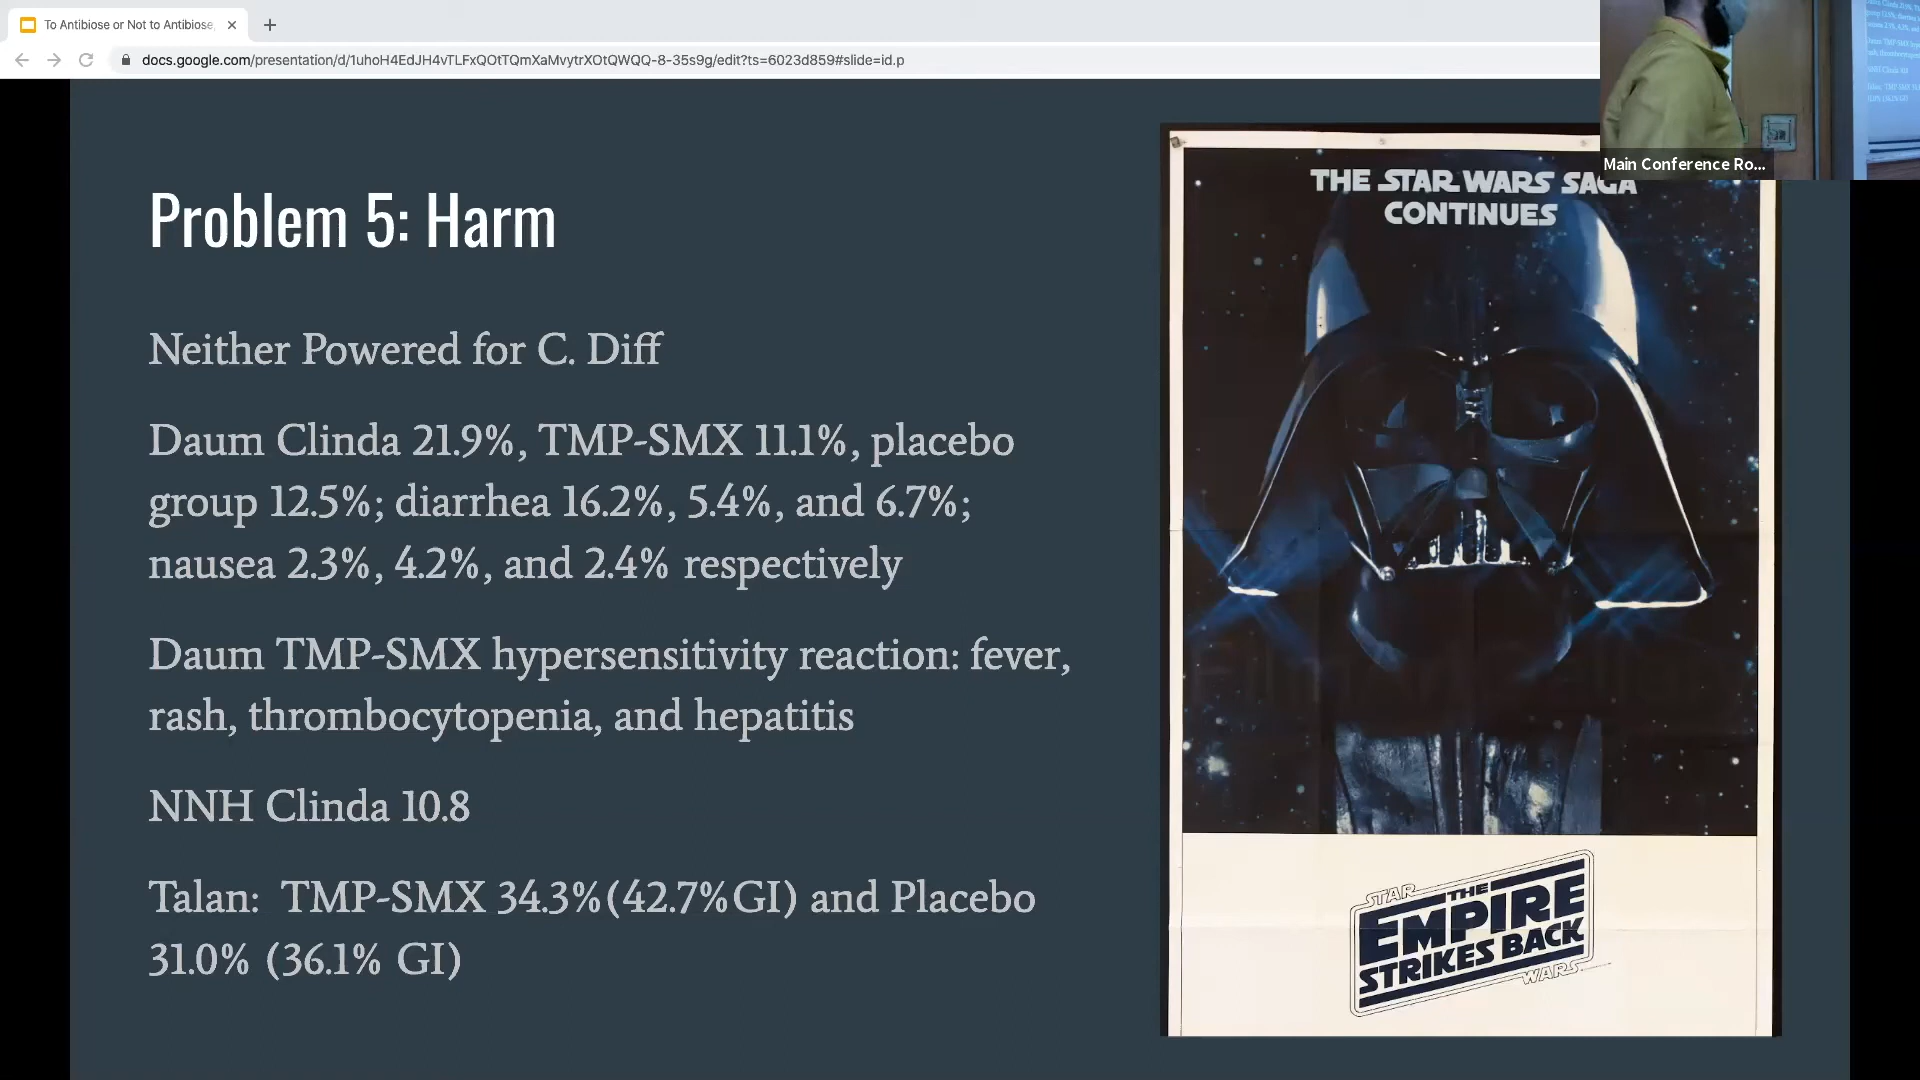 To Antibiose or Not to Antibiose,
docs.google.com/presentation/d/1uhoH4EdJH4vTLFxQOtTQmXaMvytrXOtQWQQ-8-35s9g/edit?ts=6023d859#slide=id.p
Main Conference Ro...
Problem 5: Harm
Neither Powered for C. Diff
Daum Clinda 21.9%, TMP-SMX 11.1%, placebo
group 12.5%; diarrhea 16.2%, 5.4%, and 6.7%;
nausea 2.3%, 4.2%, and 2.4% respectively
Daum TMP-SMX hypersensitivity reaction: fever,
rash, thrombocytopenia, and hepatitis
NNH Clinda 10.8
Talan:  TMP-SMX 34.3%(42.7%GI) and Placebo
31.0% (36.1% GI)
THE STAR WARS SAGA
CONTINUES
STAR
THE
EMPIRE
STRIKES BACK
WARS